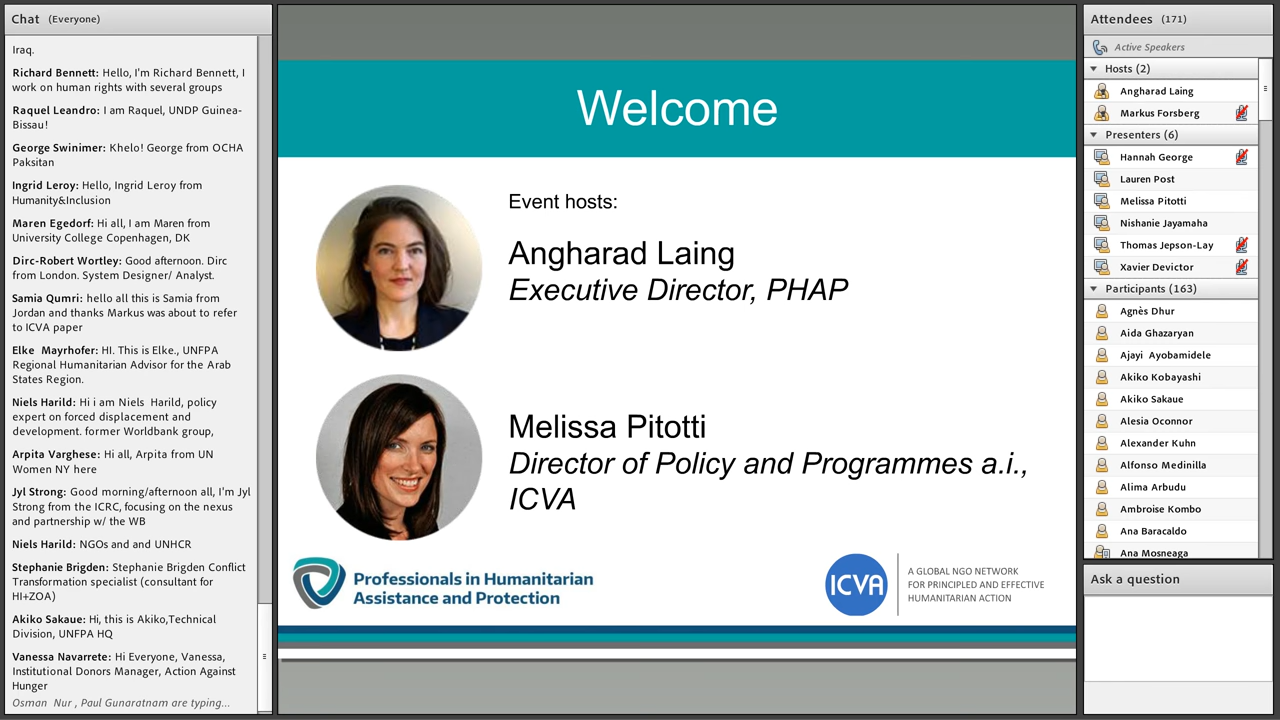 Chat (Everyone)
Iraq.
Richard Bennett: Hello, I'm Richard Bennett, I
work on human rights with several groups
Raquel Leandro: I am Raquel, UNDP Guinea-
Bissau!
George Swinimer: Khelo! George from OCHA
Paksitan
Ingrid Leroy: Hello, Ingrid Leroy from
Humanity&Inclusion
Maren Egedorf: Hi all, I am Maren from
University College Copenhagen, DK
Dirc-Robert Wortley: Good afternoon. Dirc
from London. System Designer/ Analyst.
Samia Qumri: hello all this is Samia from
Jordan and thanks Markus was about to refer
to ICVA paper
Elke Mayrhofer: HI. This is Elke., UNFPA
Regional Humanitarian Advisor for the Arab
States Region.
Niels Harild: Hi i am Niels Harild, policy
expert on forced displacement and
development. former Worldbank group,
Arpita Varghese: Hi all, Arpita from UN
Women NY here
Jyl Strong: Good morning/afternoon all, I'm Jyl
Strong from the ICRC, focusing on the nexus
and partnership w/ the WB
Niels Harild: NGOs and and UNHCR
Stephanie Brigden: Stephanie Brigden Conflict
Transformation specialist (consultant for
HI+ZOA)
Akiko Sakaue: Hi, this is Akiko,Technical
Division, UNFPA HQ
Vanessa Navarrete: Hi Everyone, Vanessa,
Institutional Donors Manager, Action Against
Hunger
Osman Nur , Paul Gunaratnam are typing...
Welcome
Event hosts:
Angharad Laing
Executive Director, PHAP
Melissa Pitotti
Director of Policy and Programmes a.i.,
ICVA
Professionals in Humanitarian
Assistance and Protection
ICVA
A GLOBAL NGO NETWORK
FOR PRINCIPLED AND EFFECTIVE
HUMANITARIAN ACTION
Attendees (171)
Active Speakers
Hosts (2)
Angharad Laing
Markus Forsberg
Presenters (6)
Hannah George
Lauren Post
Melissa Pitotti
Nishanie Jayamaha
Thomas Jepson-Lay
Xavier Devictor
Participants (163)
Agnès Dhur
Aida Ghazaryan
Ajayi Ayobamidele
Akiko Kobayashi
Akiko Sakaue
Alesia Oconnor
Alexander Kuhn
Alfonso Medinilla
Alima Arbudu
Ambroise Kombo
Ana Baracaldo
Ana Mosneaga
Ask a question